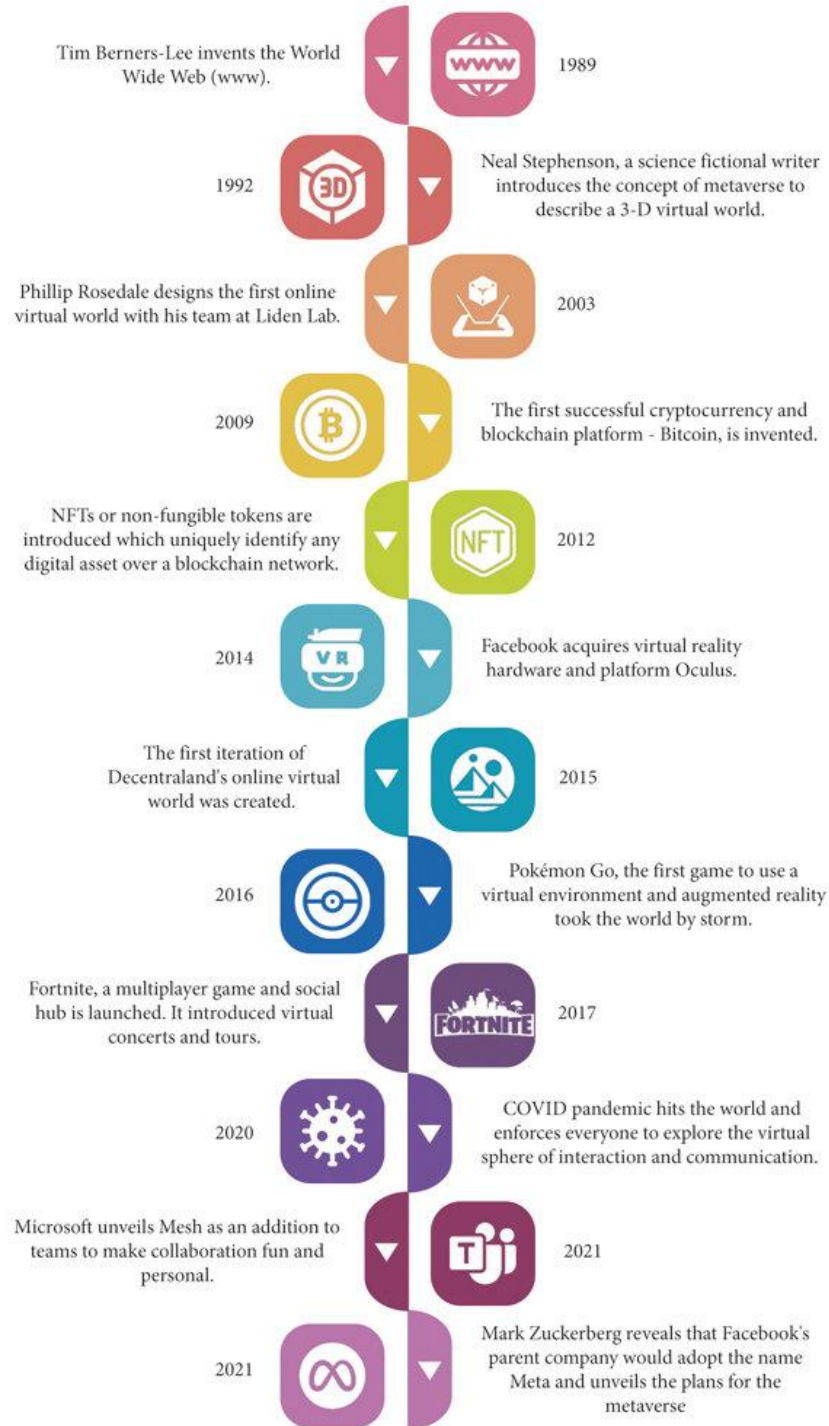 Tim Berners-Lee invents the World
Wide Web (www).
WWW
1989
1992
3D
Neal Stephenson, a science fictional writer
introduces the concept of metaverse to
describe a 3-D virtual world.
Phillip Rosedale designs the first online
virtual world with his team at Liden Lab.
2003
2009
The first successful cryptocurrency and
blockchain platform - Bitcoin, is invented.
NFTs or non-fungible tokens are
introduced which uniquely identify any
digital asset over a blockchain network.
NFT
2012
2014
VR
Facebook acquires virtual reality
hardware and platform Oculus.
The first iteration of
Decentraland's online virtual
world was created.
2015
2016
Pokémon Go, the first game to use a
virtual environment and augmented reality
took the world by storm.
Fortnite, a multiplayer game and social
hub is launched. It introduced virtual
concerts and tours.
FORTNITE
2017
2020
COVID pandemic hits the world and
enforces everyone to explore the virtual
sphere of interaction and communication.
Microsoft unveils Mesh as an addition to
teams to make collaboration fun and
personal.
T
2021
2021
Mark Zuckerberg reveals that Facebook's
parent company would adopt the name
Meta and unveils the plans for the
metaverse